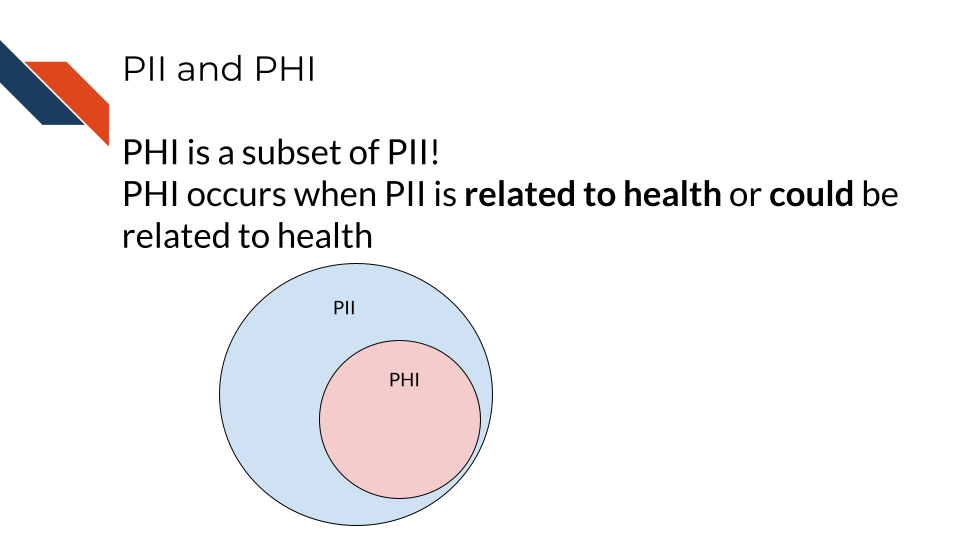 PII and PHI
PHI is a subset of PII!
PHI occurs when PII is related to health or could be
related to health
PII
PHI